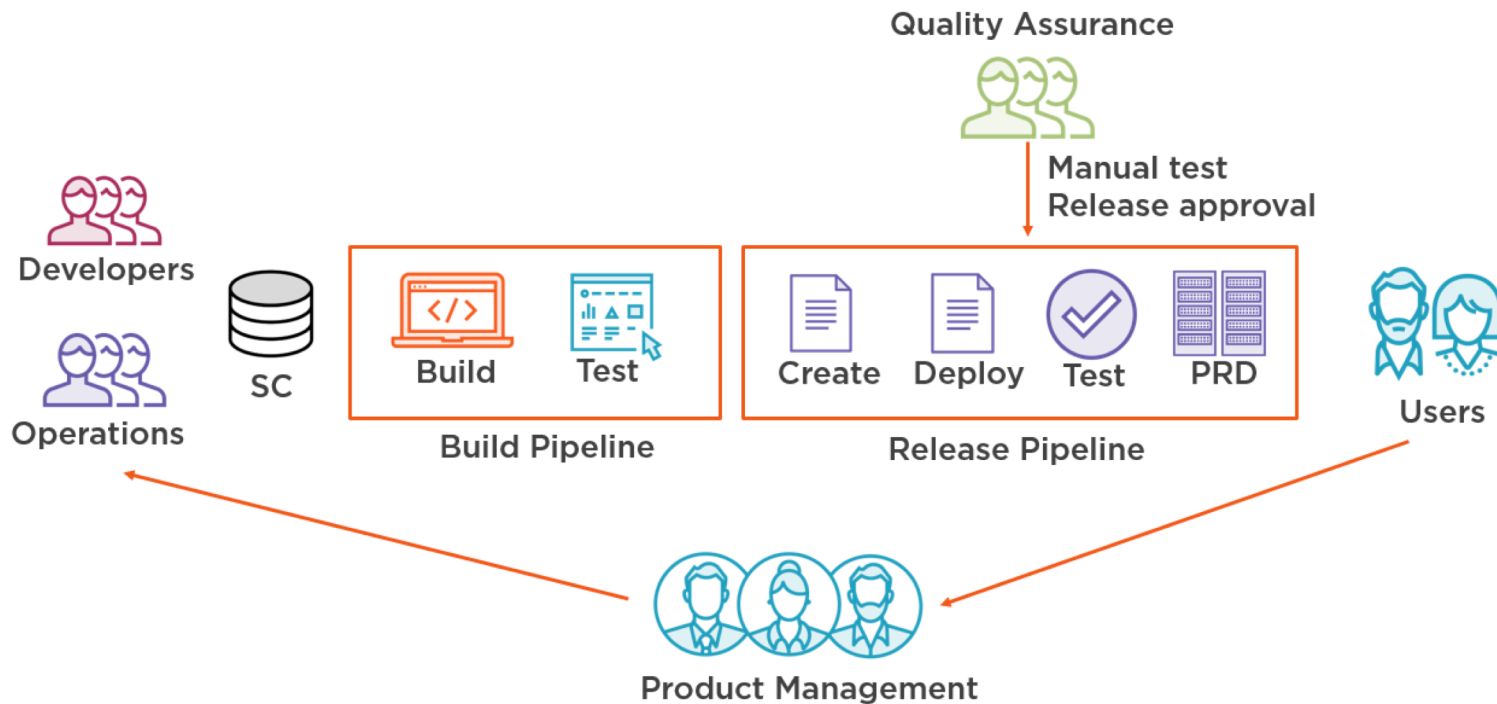 Quality Assurance
Manual test
Release approval
Developers
Operations
SC
Build
Test
Build Pipeline
Create
Deploy
Test
PRD
Release Pipeline
Users
Product Management